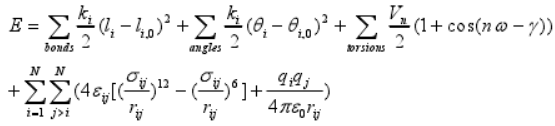 E = \sum_{bonds} \frac{k_i}{2} (l_i - l_{i,0})^2 + \sum_{angles} \frac{k_i}{2} (\theta_i - \theta_{i,0})^2 + \sum_{torsions} \frac{V_n}{2} (1 + \cos(n\omega - \gamma))
+ \sum_{i=1}^{N} \sum_{j>i}^{N} (4\varepsilon_{ij} [(\frac{\sigma_{ij}}{r_{ij}})^{12} - (\frac{\sigma_{ij}}{r_{ij}})^6] + \frac{q_i q_j}{4\pi\varepsilon_0 r_{ij}})